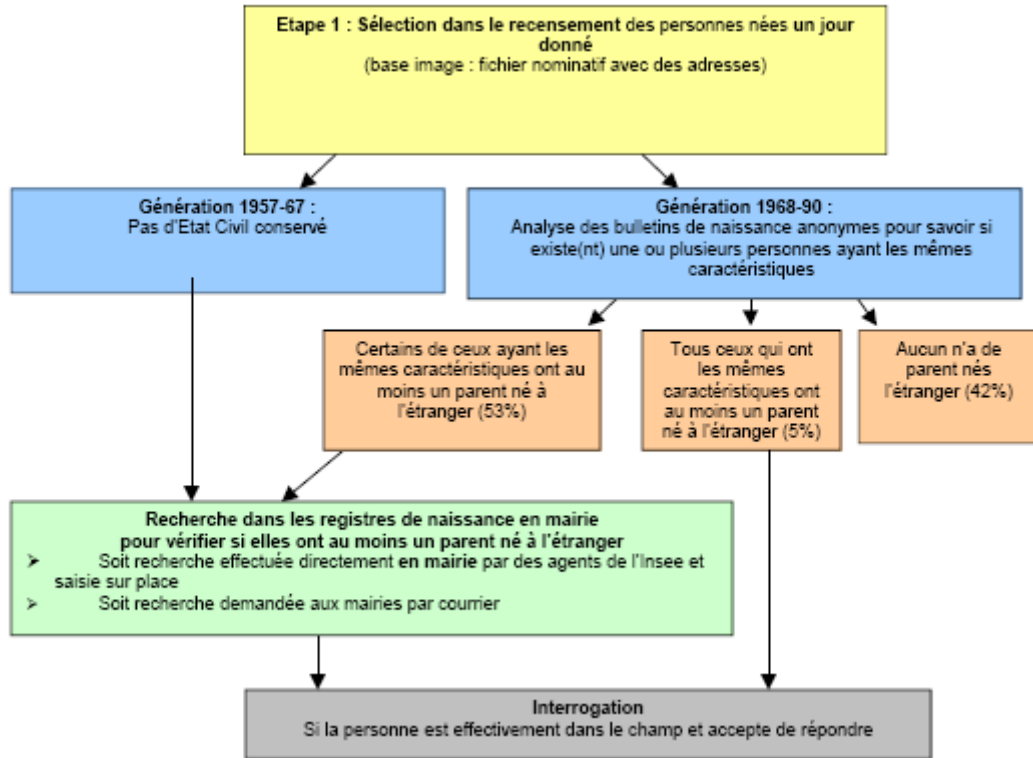 Etape 1 : Sélection dans le recensement des personnes nées un jour
donné
(base image : fichier nominatif avec des adresses)
Génération 1957-67 :
Pas d'Etat Civil conservé
Génération 1968-90 :
Analyse des bulletins de naissance anonymes pour savoir si
existe(nt) une ou plusieurs personnes ayant les mêmes
caractéristiques
Certains de ceux ayant les
mêmes caractéristiques ont au
moins un parent né à
l'étranger (53%)
Tous ceux qui ont
les mêmes
caractéristiques ont
au moins un parent
né à l'étranger (5%)
Aucun n'a de
parent nés
l'étranger (42%)
Recherche dans les registres de naissance en mairie
pour vérifier si elles ont au moins un parent né à l'étranger
➢ Soit recherche effectuée directement en mairie par des agents de l'Insee et
saisie sur place
➢ Soit recherche demandée aux mairies par courrier
Interrogation
Si la personne est effectivement dans le champ et accepte de répondre